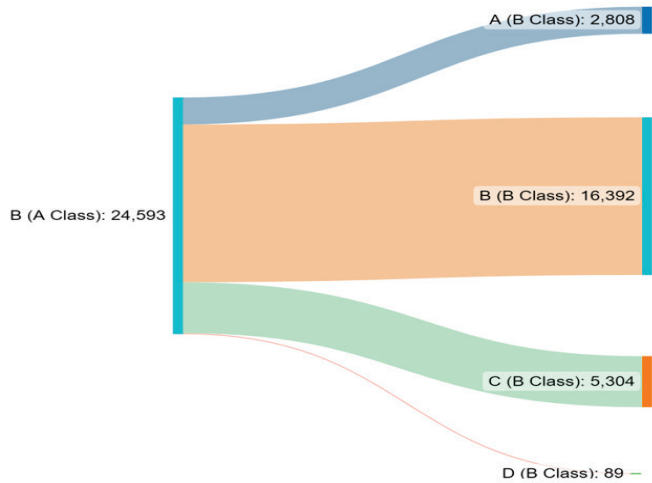 A (B Class): 2,808
B (B Class): 16,392
B (A Class): 24,593
C (B Class): 5,304
D (B Class): 89